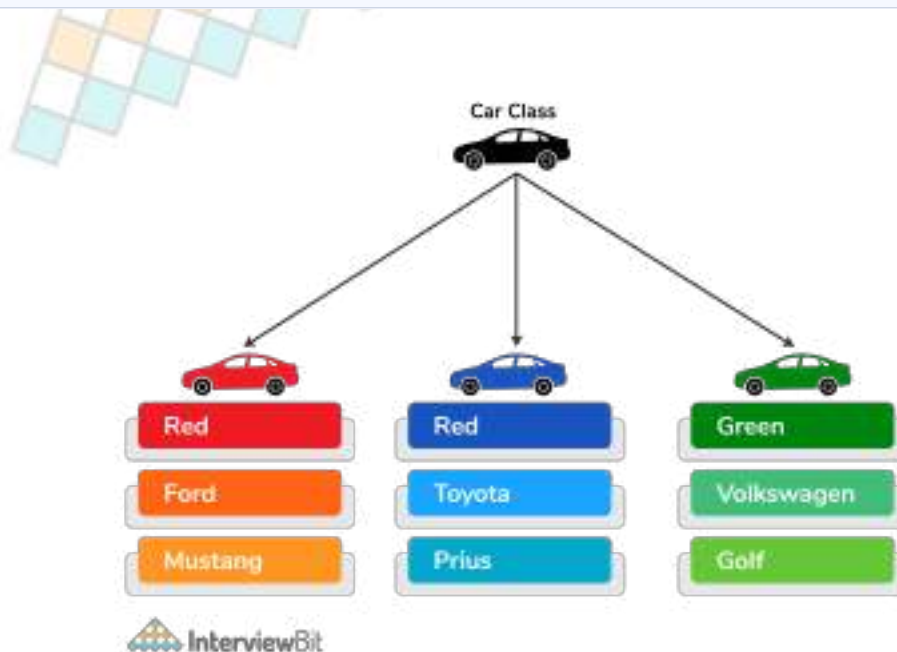 Car Class
Red
Red
Green
Ford
Toyota
Volkswagen
Mustang
Prius
Golf
InterviewBit